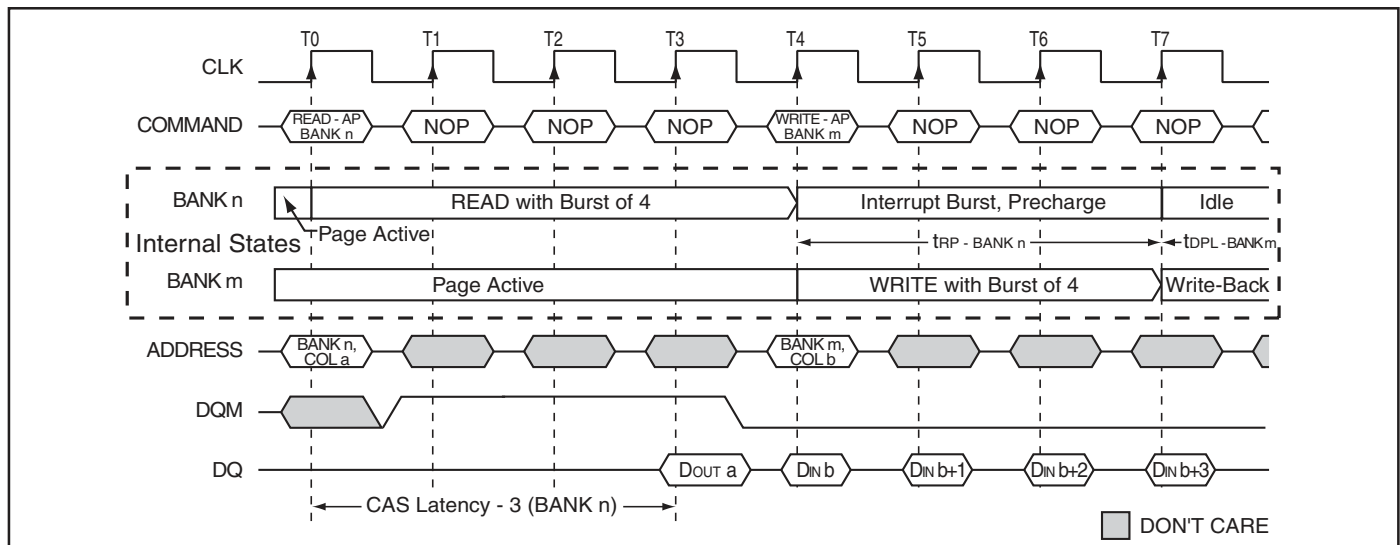 T0 T1 T2 T3 T4 T5 T6 T7
CLK
COMMAND READ - AP BANK n NOP NOP NOP WRITE - AP BANK m NOP NOP NOP
BANK n READ with Burst of 4 Interrupt Burst, Precharge Idle
Internal States Page Active tRP - BANK n tDPL - BANK m
BANK m Page Active WRITE with Burst of 4 Write-Back
ADDRESS BANK n, COL a BANK m, COL b
DQM
DQ DOUT a DIN b DIN b+1 DIN b+2 DIN b+3
CAS Latency - 3 (BANK n)
DON'T CARE